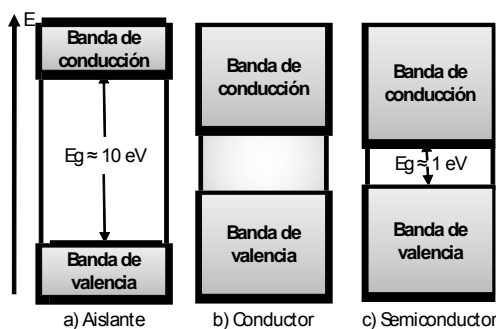 E
Banda de
conducción
Eg ≈ 10 eV
Banda de
valencia
a) Aislante
Banda de
conducción
Banda de
valencia
b) Conductor
Banda de
conducción
Eg ≈ 1 eV
Banda de
valencia
c) Semiconductor